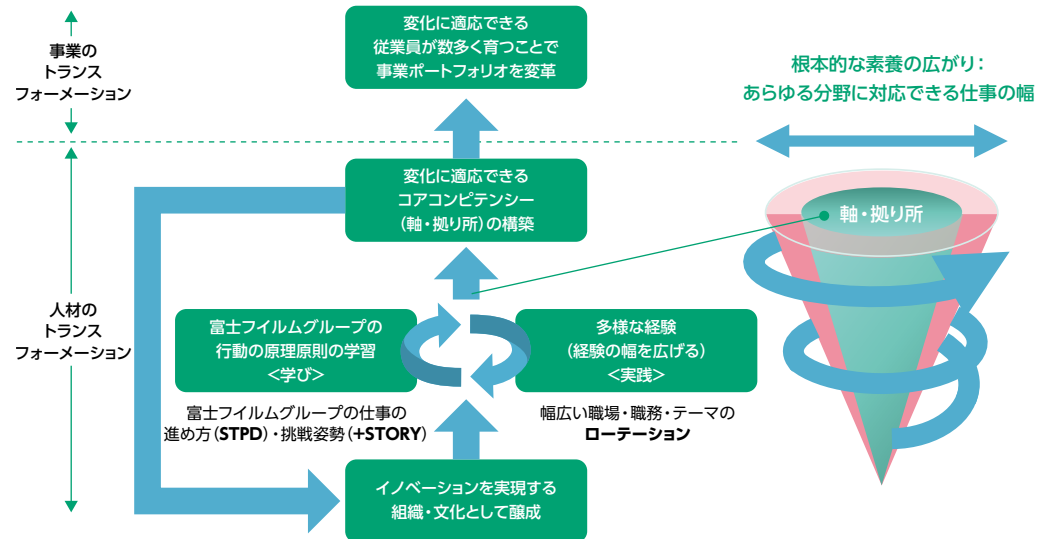 変化に適応できる
従業員が数多く育つことで
事業ポートフォリオを変革
事業の
トランス
フォーメーション
根本的な素養の広がり：
あらゆる分野に対応できる仕事の幅
変化に適応できる
コアコンピテンシー
（軸・拠り所）の構築
軸・拠り所
人材の
トランス
フォーメーション
富士フイルムグループの
行動の原理原則の学習
＜学び＞
多様な経験
（経験の幅を広げる）
＜実践＞
富士フイルムグループの仕事の
進め方（STPD）・挑戦姿勢（+STORY）
幅広い職場・職務・テーマの
ローテーション
イノベーションを実現する
組織・文化として醸成